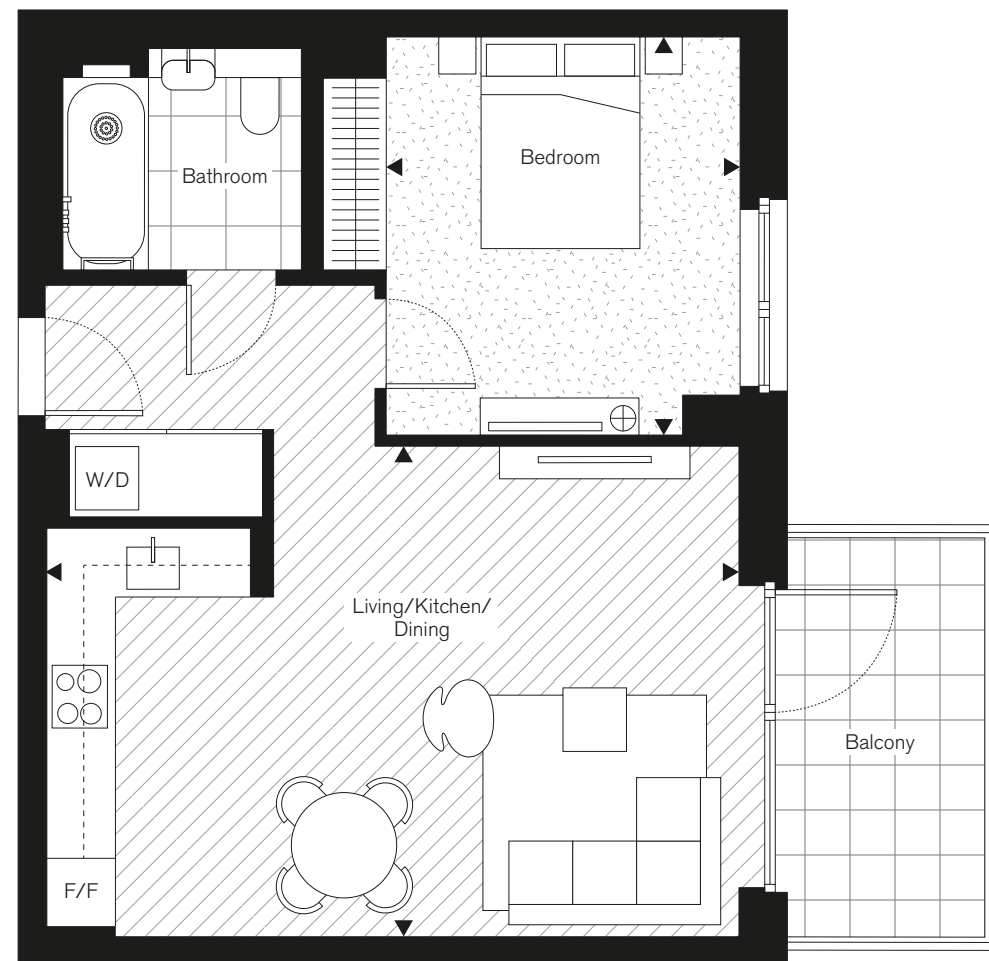 Bathroom
Bedroom
W/D
Living/Kitchen/
Dining
Balcony
F/F